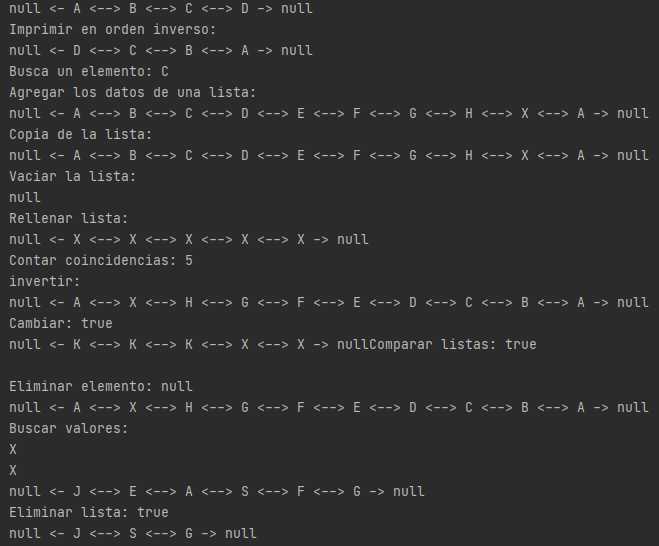 null <- A <--> B <--> C <--> D -> null
Imprimir en orden inverso:
null <- D <--> C <--> B <--> A -> null
Busca un elemento: C
Agregar los datos de una lista:
null <- A <--> B <--> C <--> D <--> E <--> F <--> G <--> H <--> X <--> A -> null
Copia de la lista:
null <- A <--> B <--> C <--> D <--> E <--> F <--> G <--> H <--> X <--> A -> null
Vaciar la lista:
null
Rellenar lista:
null <- X <--> X <--> X <--> X <--> X -> null
Contar coincidencias: 5
invertir:
null <- A <--> X <--> H <--> G <--> F <--> E <--> D <--> C <--> B <--> A -> null
Cambiar: true
null <- K <--> K <--> K <--> X <--> X -> nullComparar listas: true
Eliminar elemento: null
null <- A <--> X <--> H <--> G <--> F <--> E <--> D <--> C <--> B <--> A -> null
Buscar valores:
X
X
null <- J <--> E <--> A <--> S <--> F <--> G -> null
Eliminar lista: true
null <- J <--> S <--> G -> null